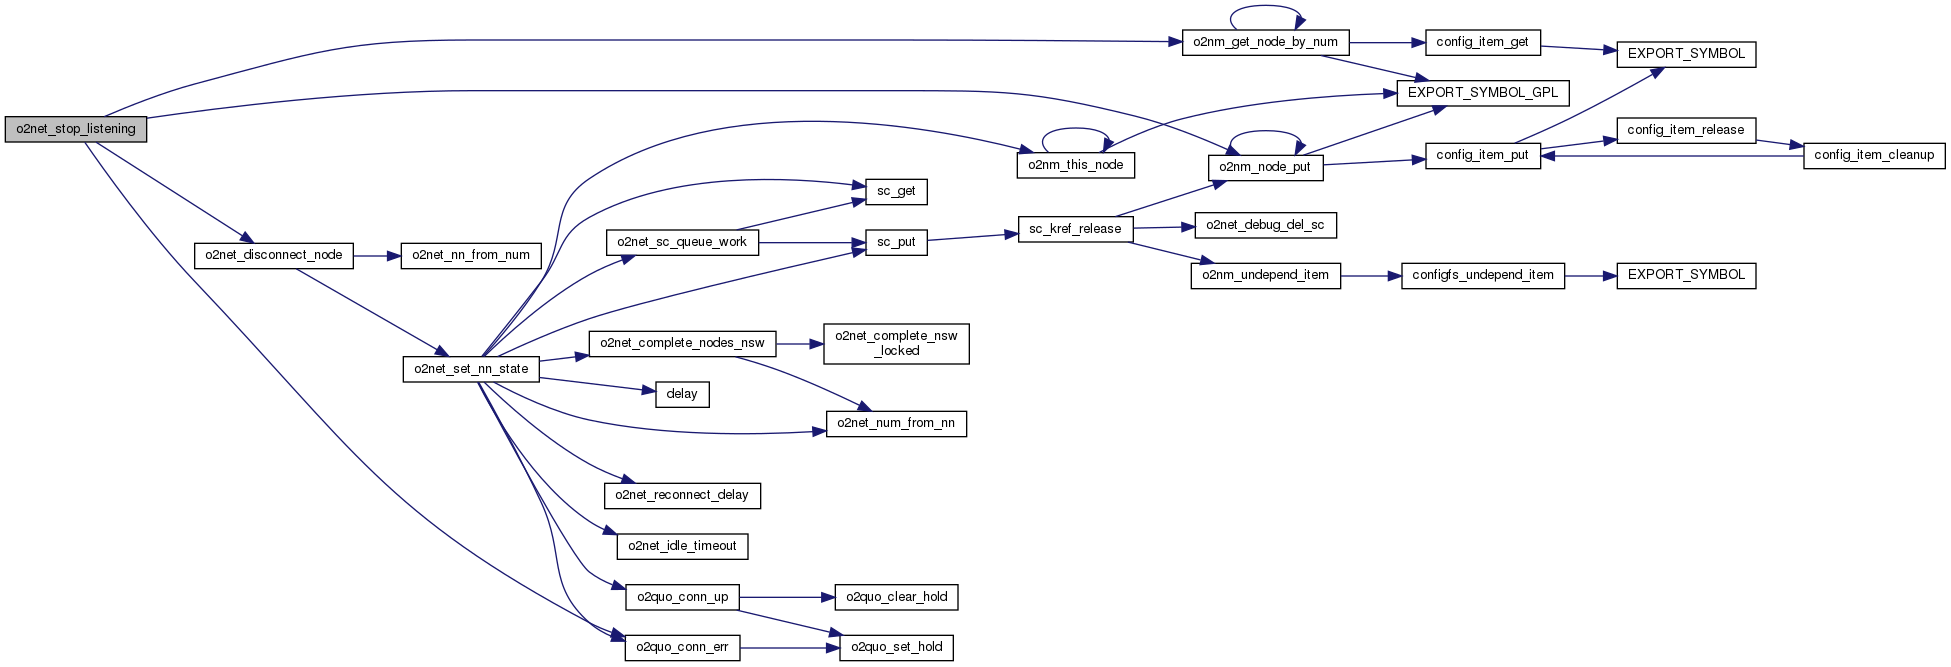 o2net_stop_listening
o2nm_get_node_by_num
config_item_get
EXPORT_SYMBOL
EXPORT_SYMBOL_GPL
o2nm_this_node
o2nm_node_put
config_item_put
config_item_release
config_item_cleanup
sc_get
o2net_disconnect_node
o2net_nn_from_num
o2net_sc_queue_work
sc_put
sc_kref_release
o2net_debug_del_sc
o2nm_undepend_item
configfs_undepend_item
EXPORT_SYMBOL
o2net_set_nn_state
o2net_complete_nodes_nsw
o2net_complete_nsw
_locked
delay
o2net_num_from_nn
o2net_reconnect_delay
o2net_idle_timeout
o2quo_conn_up
o2quo_clear_hold
o2quo_conn_err
o2quo_set_hold